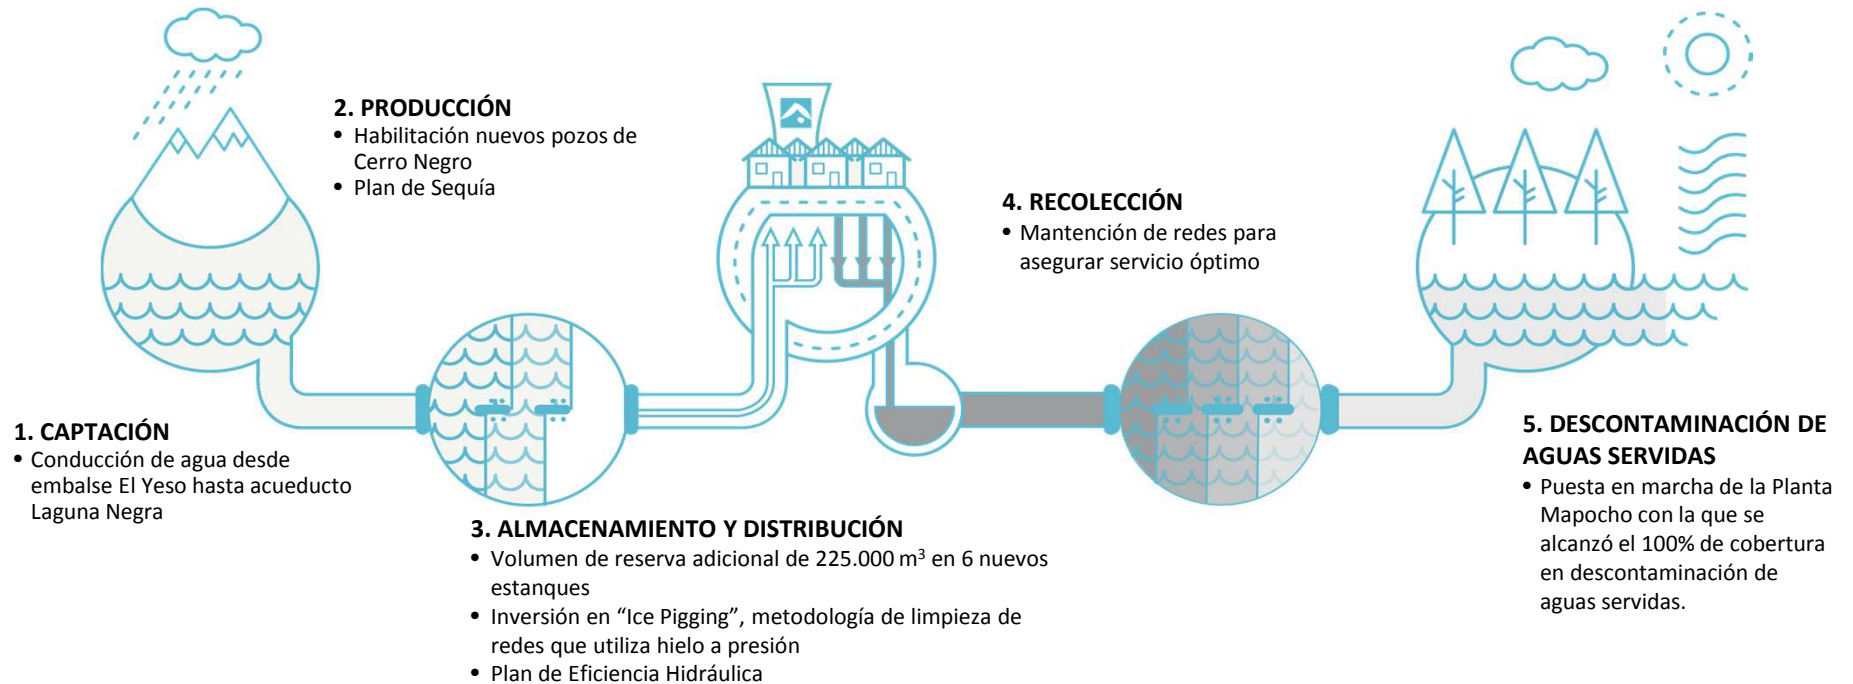 1. CAPTACIÓN
• Conducción de agua desde
embalse El Yeso hasta acueducto
Laguna Negra
2. PRODUCCIÓN
• Habilitación nuevos pozos de
Cerro Negro
• Plan de Sequía
3. ALMACENAMIENTO Y DISTRIBUCIÓN
• Volumen de reserva adicional de 225.000 m³ en 6 nuevos
estanques
• Inversión en “Ice Pigging”, metodología de limpieza de
redes que utiliza hielo a presión
• Plan de Eficiencia Hidráulica
4. RECOLECCIÓN
• Mantención de redes para
asegurar servicio óptimo
5. DESCONTAMINACIÓN DE
AGUAS SERVIDAS
• Puesta en marcha de la Planta
Mapocho con la que se
alcanzó el 100% de cobertura
en descontaminación de
aguas servidas.